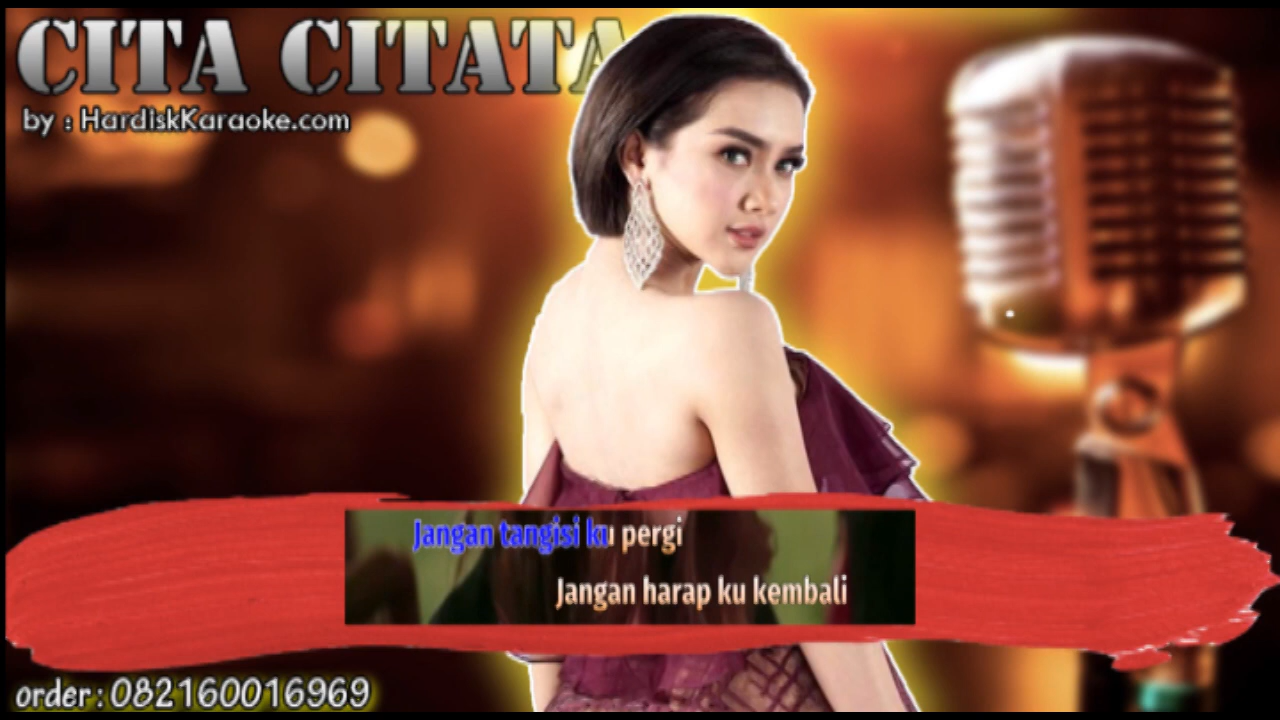 CITA CITATA
by : HardiskKaraoke.com
Jangan tangisi ku pergi
Jangan harap ku kembali
order : 082160016969